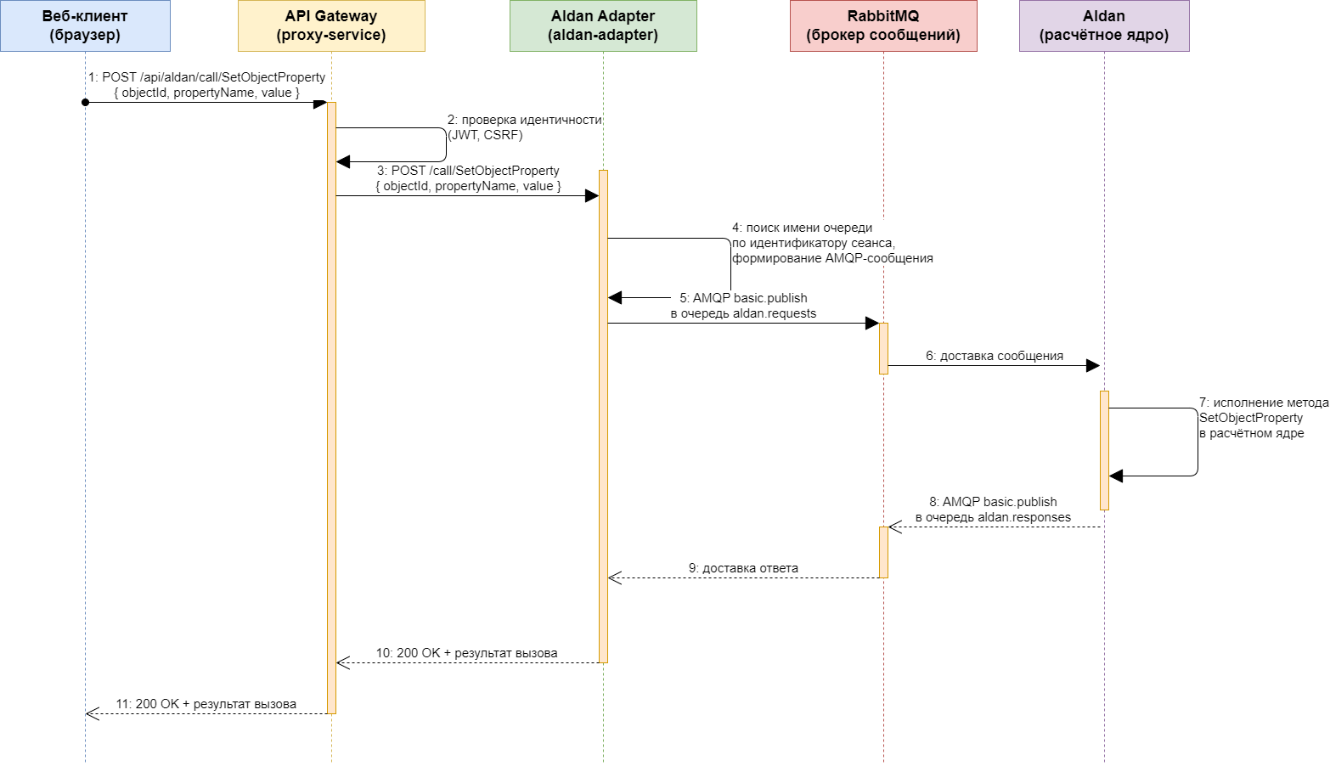 Веб-клиент
(браузер)
API Gateway
(proxy-service)
Aldan Adapter
(aldan-adapter)
RabbitMQ
(брокер сообщений)
Aldan
(расчётное ядро)
1: POST /api/aldan/call/SetObjectProperty
{ objectId, propertyName, value }
2: проверка идентичности
(JWT, CSRF)
3: POST /call/SetObjectProperty
{ objectId, propertyName, value }
4: поиск имени очереди
по идентификатору сеанса,
формирование AMQP-сообщения
5: AMQP basic.publish
в очередь aldan.requests
6: доставка сообщения
7: исполнение метода
SetObjectProperty
в расчётном ядре
8: AMQP basic.publish
в очередь aldan.responses
9: доставка ответа
10: 200 OK + результат вызова
11: 200 OK + результат вызова